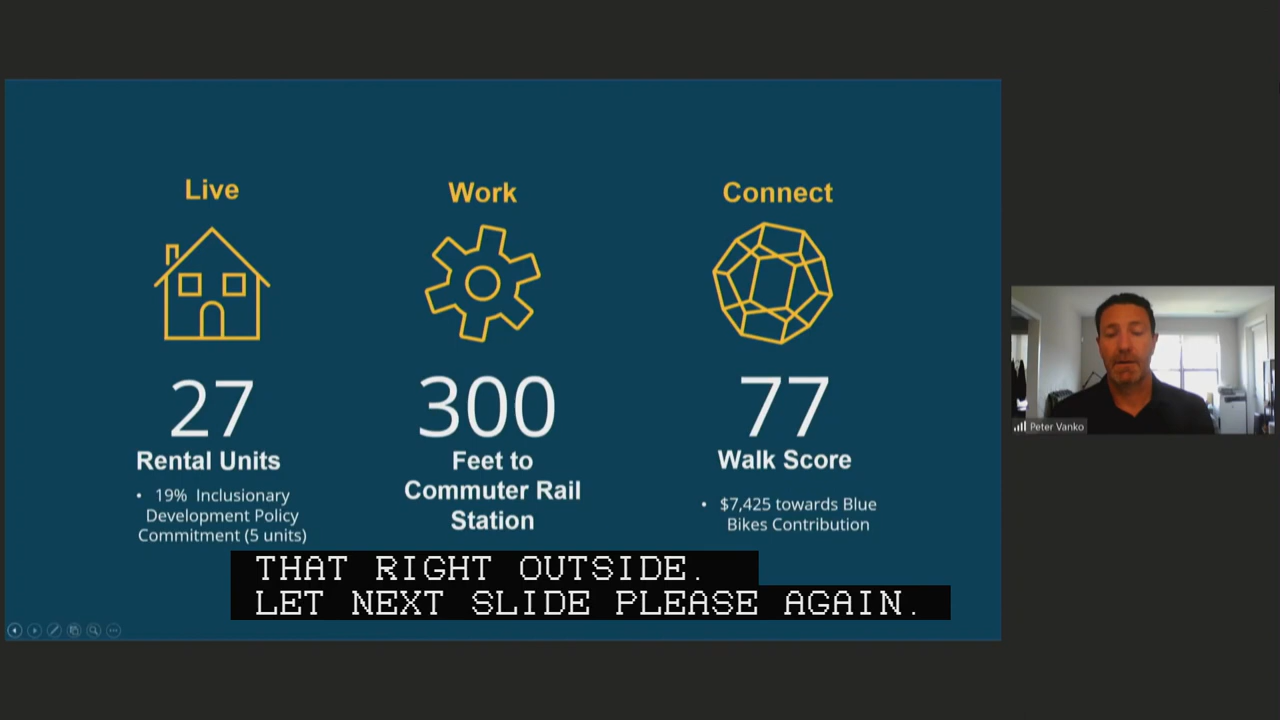 Live
Work
Connect
27
Rental Units
• 19% Inclusionary
Development Policy
Commitment (5 units)
300
Feet to
Commuter Rail
Station
77
Walk Score
• $7,425 towards Blue
Bikes Contribution
THAT RIGHT OUTSIDE.
LET NEXT SLIDE PLEASE AGAIN.
Peter Vanko